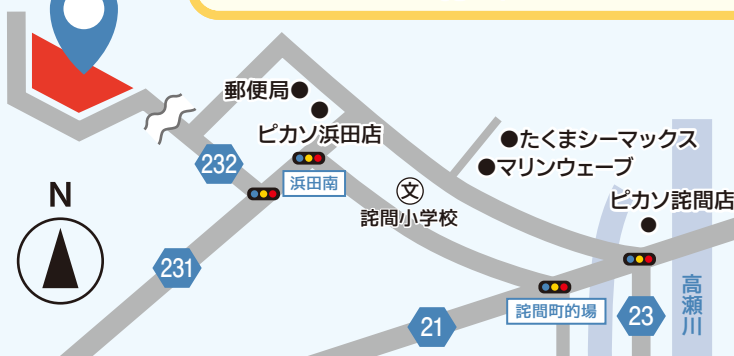 郵便局
ピカソ浜田店
232
浜田南
たくまシーマックス
マリンウェーブ
文
詫間小学校
ピカソ詫間店
N
231
21
詫間町的場
23
高瀬川